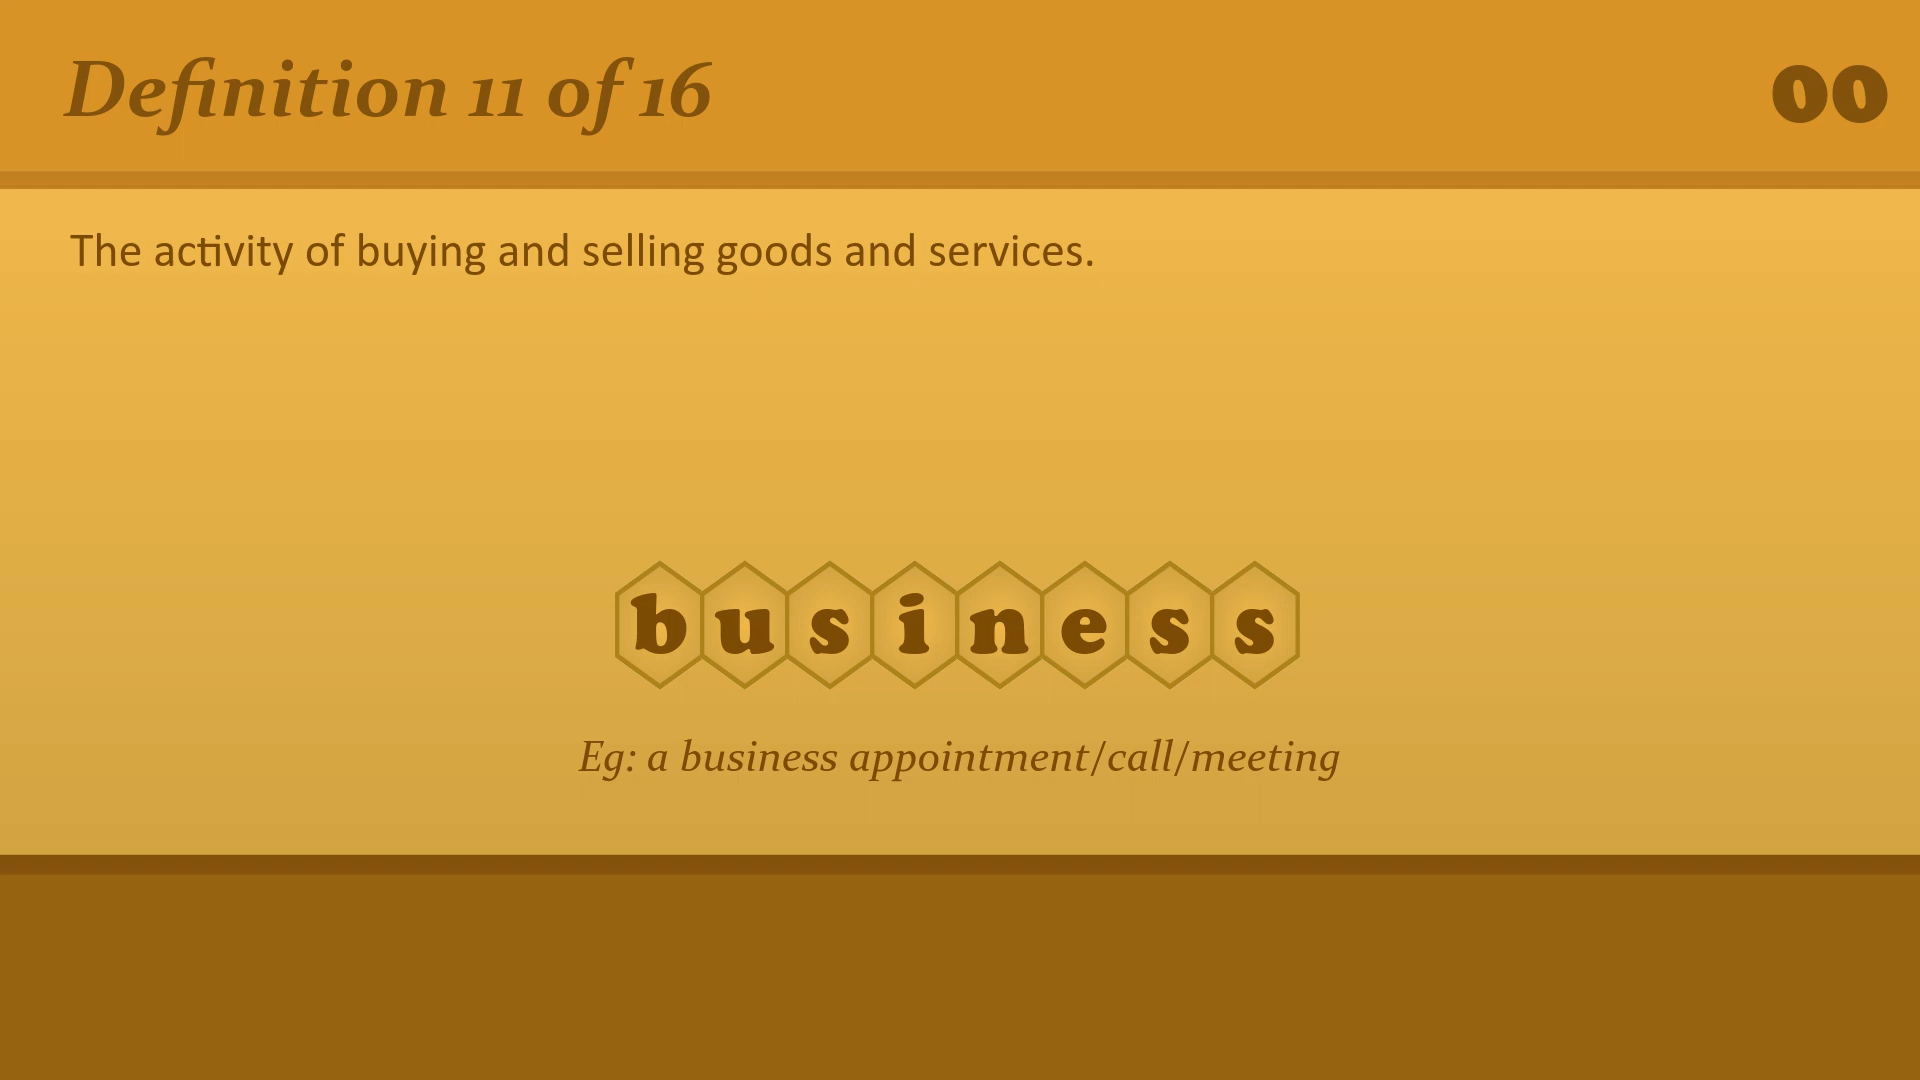 Definition 11 of 16
00
The activity of buying and selling goods and services.
business
Eg: a business appointment/call/meeting